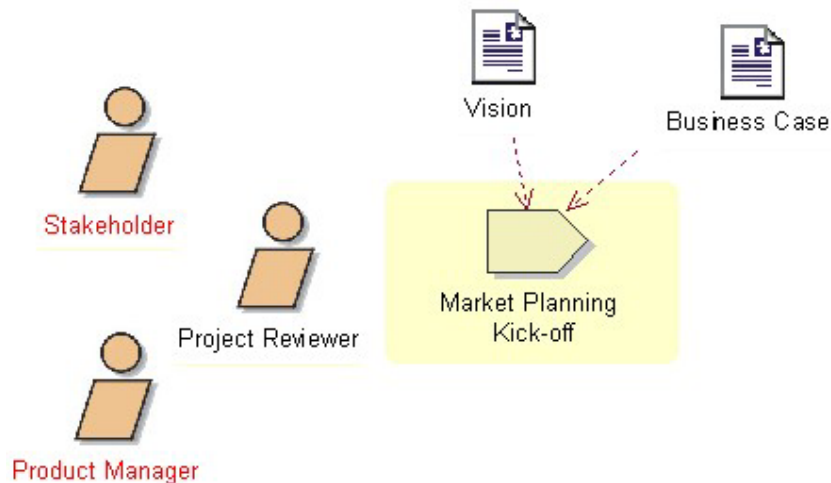 Vision
Business Case
Stakeholder
Market Planning
Kick-off
Project Reviewer
Product Manager